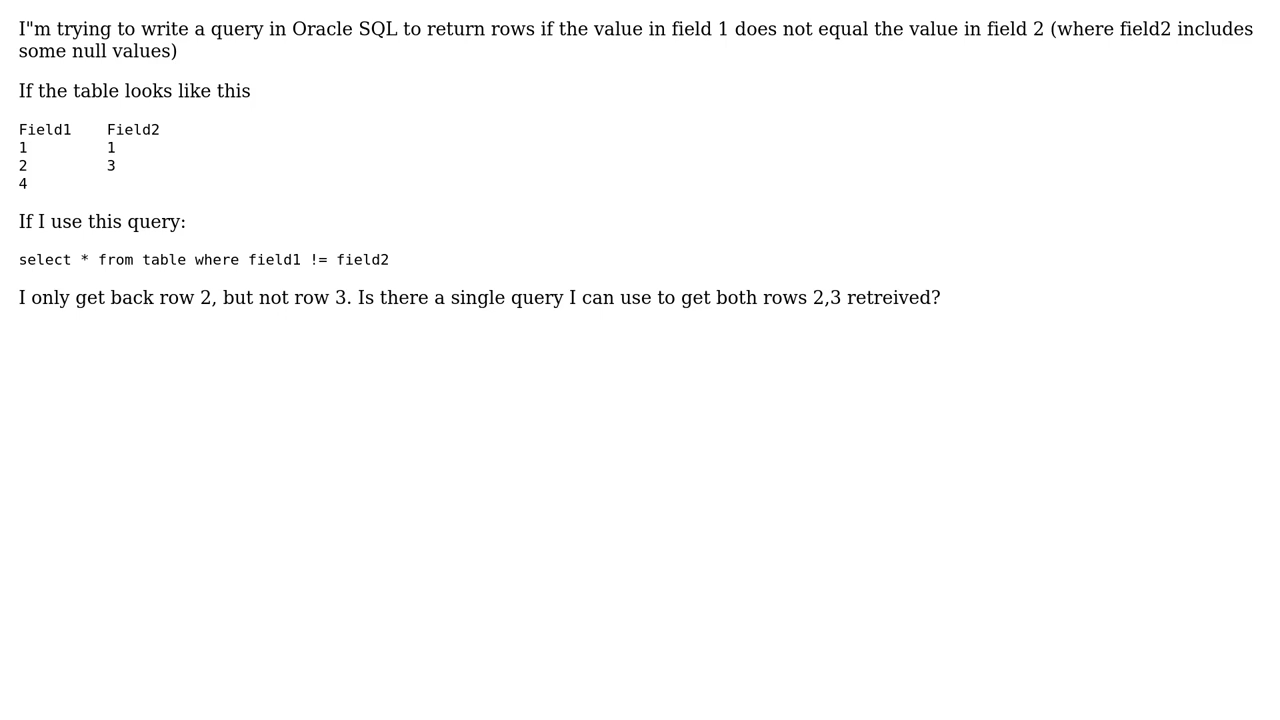 I"m trying to write a query in Oracle SQL to return rows if the value in field 1 does not equal the value in field 2 (where field2 includes
some null values)
If the table looks like this
Field1    Field2
1         1
2         3
4
If I use this query:
select * from table where field1 != field2
I only get back row 2, but not row 3. Is there a single query I can use to get both rows 2,3 retreived?